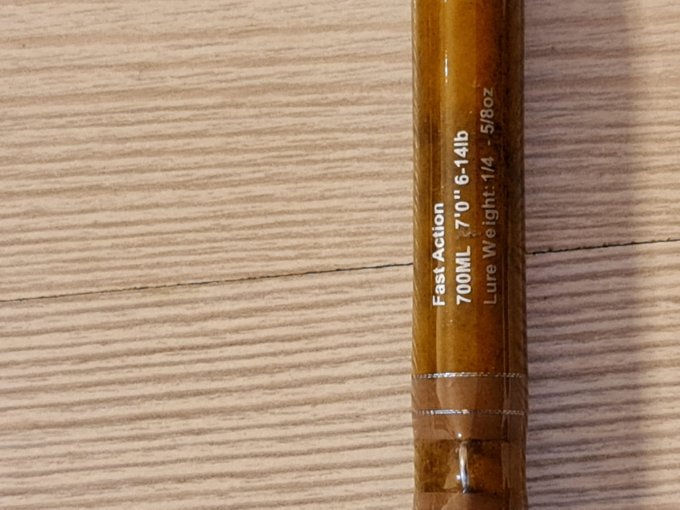 Fast Action
700ML 7'0" 6-14lb
Lure Weight: 1/4 - 5/8oz